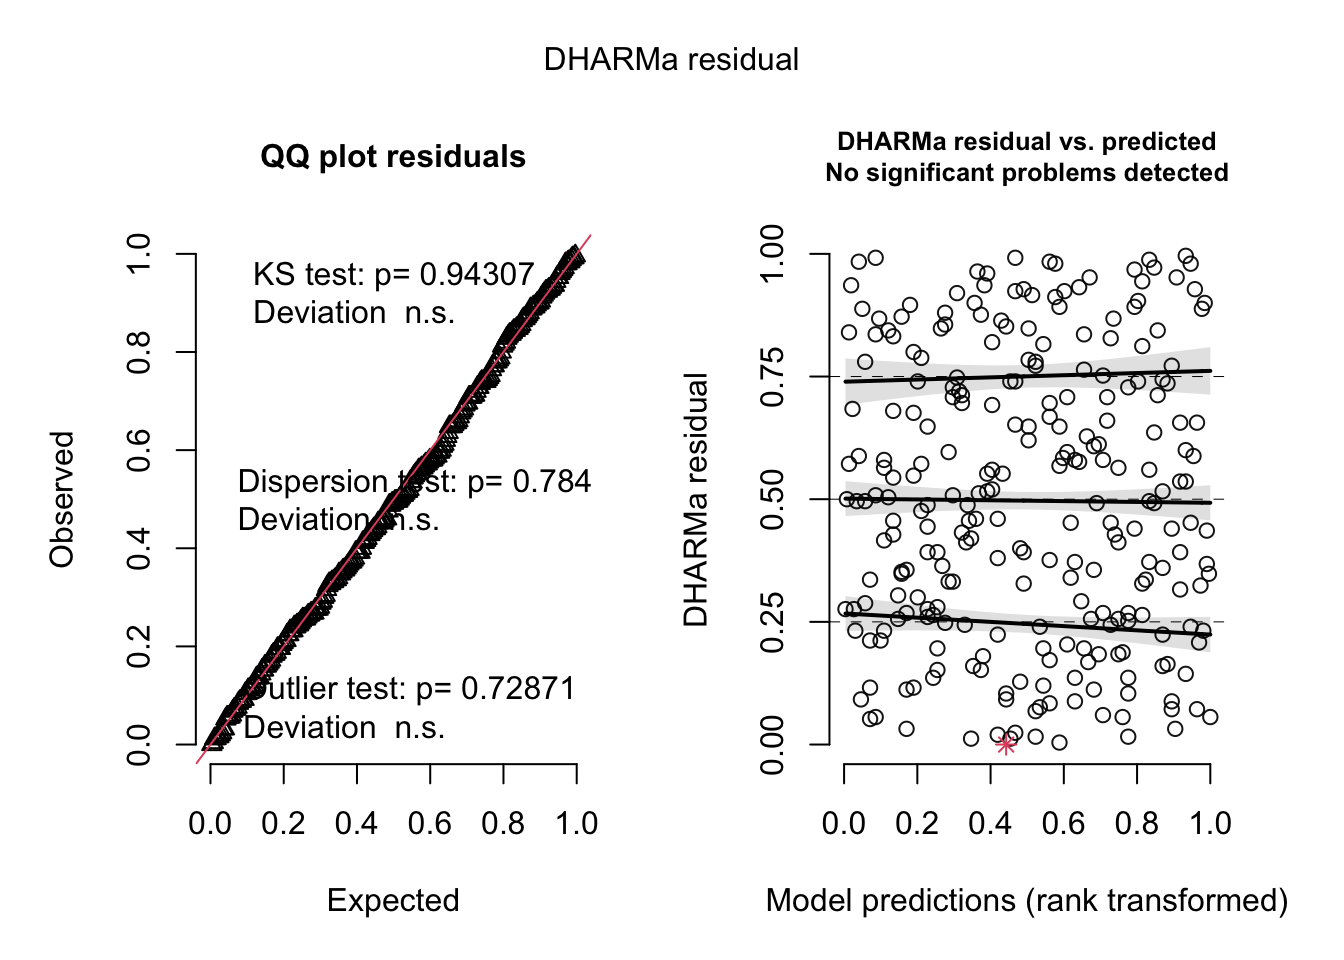 DHARMa residual
QQ plot residuals
KS test: p= 0.94307
Deviation  n.s.
Dispersion test: p= 0.784
Deviation  n.s.
Outlier test: p= 0.72871
Deviation  n.s.
Observed
0.0
0.2
0.4
0.6
0.8
1.0
0.0 0.2 0.4 0.6 0.8 1.0
Expected
DHARMa residual vs. predicted
No significant problems detected
DHARMa residual
0.00
0.25
0.50
0.75
1.00
0.0 0.2 0.4 0.6 0.8 1.0
Model predictions (rank transformed)